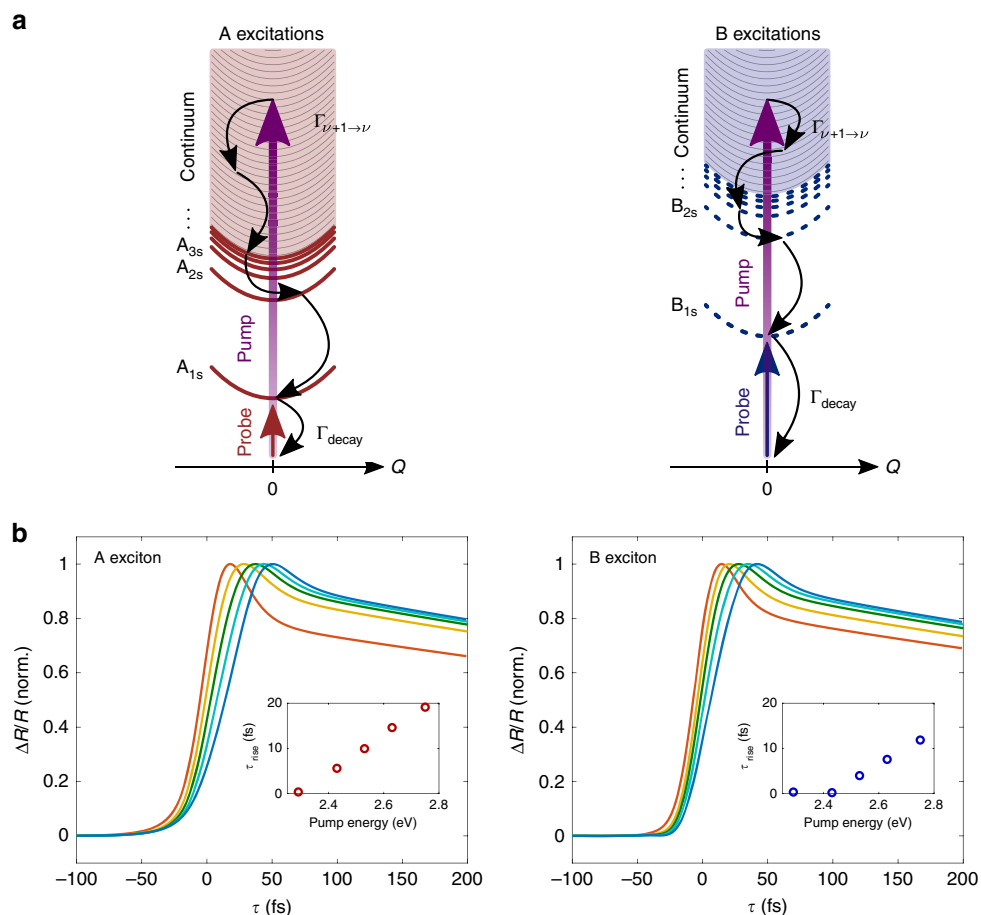 a
A excitations
B excitations
Continuum
Γν+1→ν
...
A3s
A2s
Pump
A1s
Probe
Γdecay
Q
0
Continuum
Γν+1→ν
...
B2s
Pump
B1s
Probe
Γdecay
Q
0
b
A exciton
ΔR/R (norm.)
1
0.8
0.6
0.4
0.2
0
−100
−50
0
50
100
150
200
τ (fs)
τ rise (fs)
20
10
0
2.4
2.6
2.8
Pump energy (eV)
B exciton
ΔR/R (norm.)
1
0.8
0.6
0.4
0.2
0
−100
−50
0
50
100
150
200
τ (fs)
τ rise (fs)
20
10
0
2.4
2.6
2.8
Pump energy (eV)